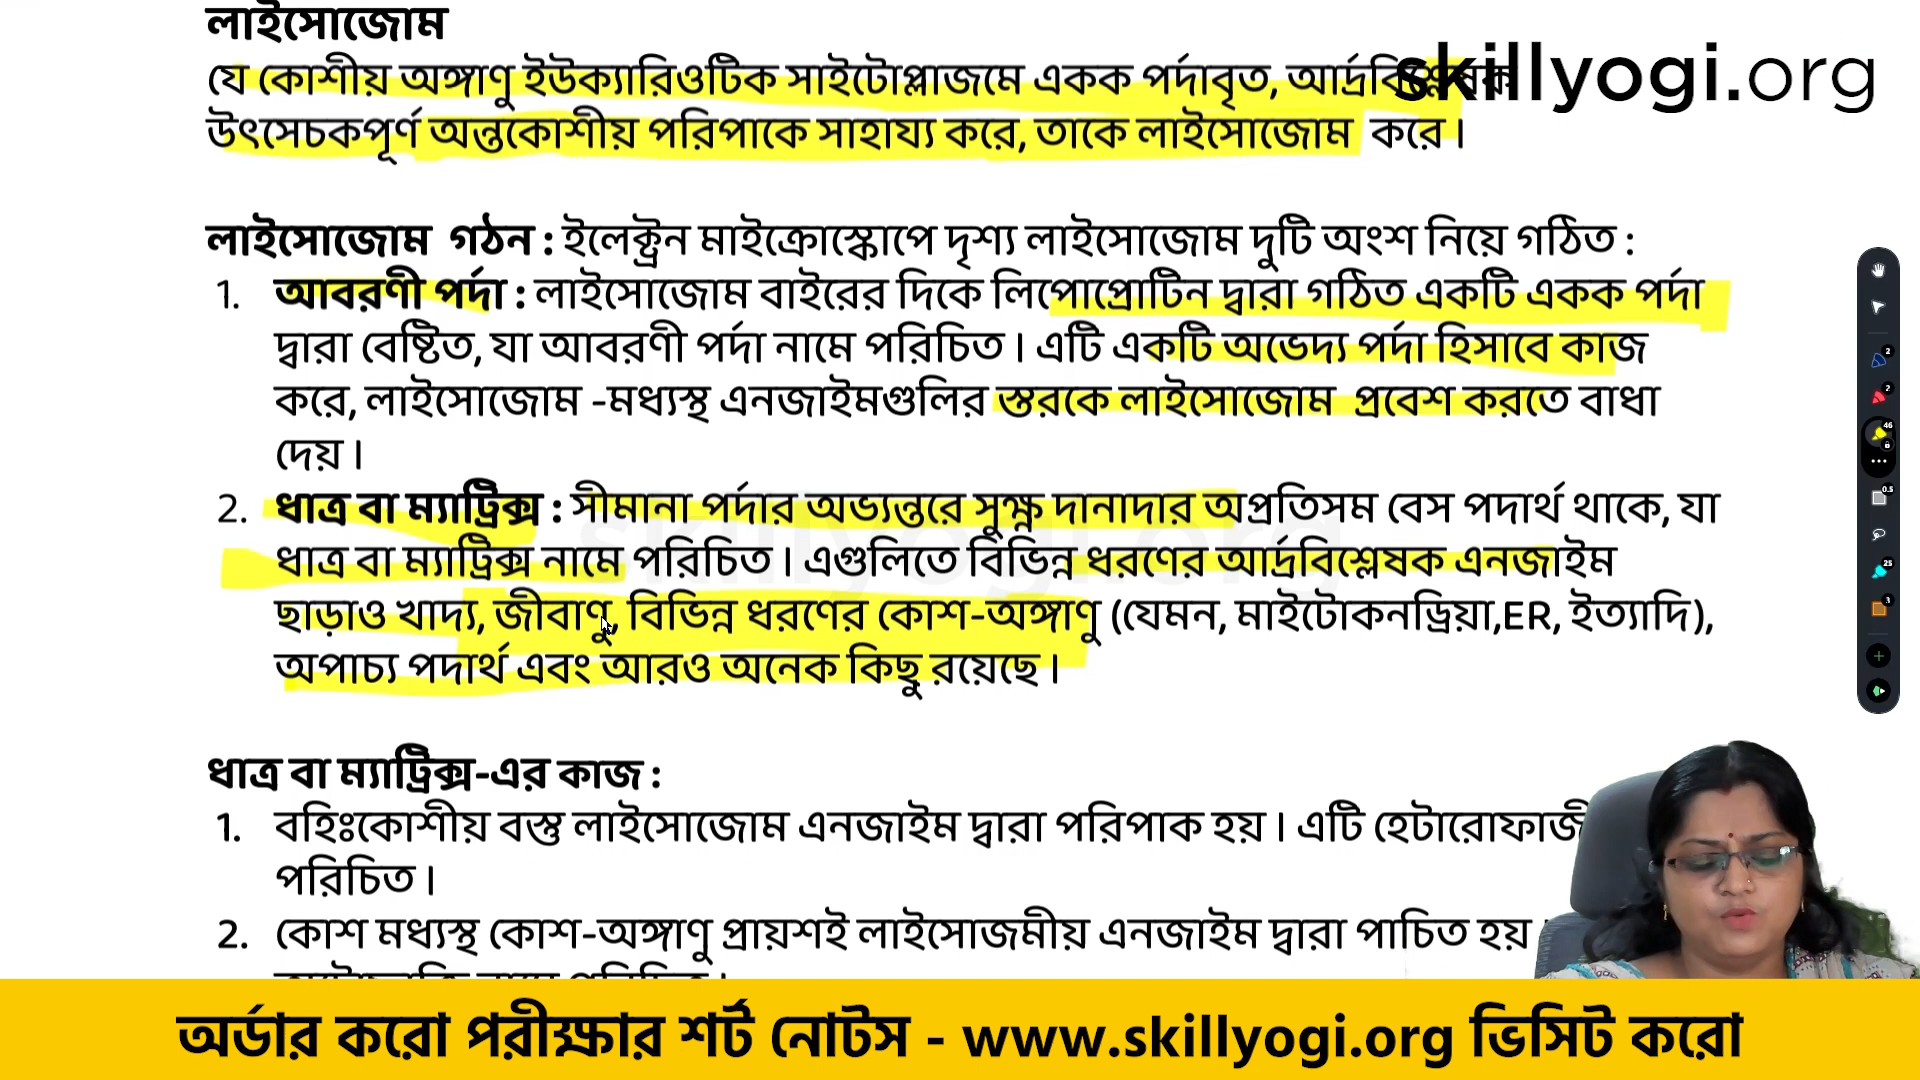 লাইসোজোম
যে কোশীয় অঙ্গাণু ইউক্যারিওটিক সাইটোপ্লাজমে একক পর্দাবৃত, আর্দ্রবিশ্লেষক
skillyogi.org
উৎসেচকপূর্ণ অন্তকোশীয় পরিপাকে সাহায্য করে, তাকে লাইসোজোম করে ।
লাইসোজোম গঠন : ইলেক্ট্রন মাইক্রোস্কোপে দৃশ্য লাইসোজোম দুটি অংশ নিয়ে গঠিত :
1. আবরণী পর্দা : লাইসোজোম বাইরের দিকে লিপোপ্রোটিন দ্বারা গঠিত একটি একক পর্দা
দ্বারা বেষ্টিত, যা আবরণী পর্দা নামে পরিচিত । এটি একটি অভেদ্য পর্দা হিসাবে কাজ
করে, লাইসোজোম -মধ্যস্থ এনজাইমগুলির স্তরকে লাইসোজোম প্রবেশ করতে বাধা
দেয় ।
2. ধাত্র বা ম্যাট্রিক্স : সীমানা পর্দার অভ্যন্তরে সুক্ষ্ণ দানাদার অপ্রতিসম বেস পদার্থ থাকে, যা
ধাত্র বা ম্যাট্রিক্স নামে পরিচিত । এগুলিতে বিভিন্ন ধরণের আর্দ্রবিশ্লেষক এনজাইম
ছাড়াও খাদ্য, জীবাণু, বিভিন্ন ধরণের কোশ-অঙ্গাণু (যেমন, মাইটোকনড্রিয়া,ER, ইত্যাদি),
অপাচ্য পদার্থ এবং আরও অনেক কিছু রয়েছে ।
ধাত্র বা ম্যাট্রিক্স-এর কাজ :
1. বহিঃকোশীয় বস্তু লাইসোজোম এনজাইম দ্বারা পরিপাক হয় । এটি
পরিচিত ।
2. কোশ মধ্যস্থ কোশ-অঙ্গাণু প্রায়শই লাইসোজমীয় এনজাইম দ্বারা পাচিত হয়
অর্ডার করো পরীক্ষার শর্ট নোটস - www.skillyogi.org ভিসিট করো